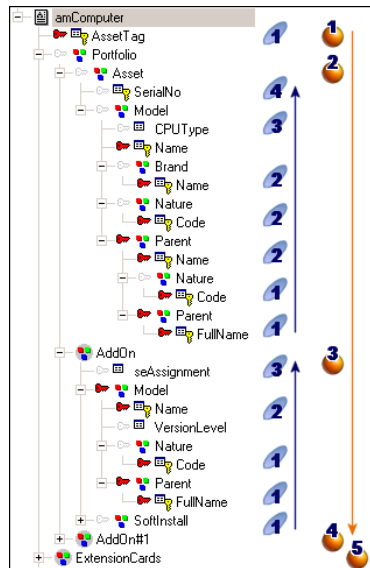 amComputer
AssetTag 1 1
Portfolio
Asset 2
SerialNo 4
Model
CPUType 3
Name
Brand
Name 2
Nature
Code 2
Parent
Name 2
Nature
Code 1
Parent
FullName 1
AddOn 3
seAssignment 3
Model
Name 2
VersionLevel
Nature
Code 1
Parent
FullName 1
SoftInstall 1
AddOn#1 4
ExtensionCards 5